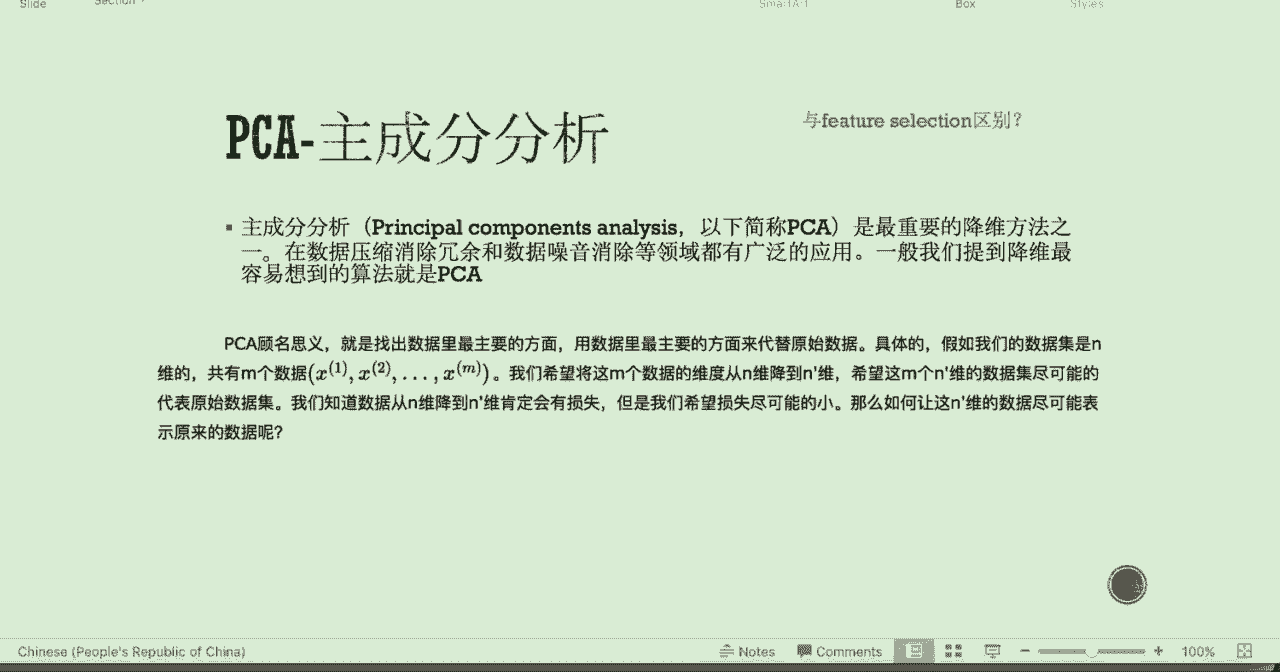 Slide
Section
SmartArt
Box
Styles
PCA-主成分分析
与feature selection区别？
▪ 主成分分析（Principal components analysis，以下简称PCA）是最重要的降维方法之
一。在数据压缩消除冗余和数据噪音消除等领域都有广泛的应用。一般我们提到降维最
容易想到的算法就是PCA
PCA顾名思义，就是找出数据里最主要的方面，用数据里最主要的方面来代替原始数据。具体的，假如我们的数据集是n
维的，共有m个数据(x^(1), x^(2), ..., x^(m))。我们希望将这m个数据的维度从n维降到n'维，希望这m个n'维的数据集尽可能的
代表原始数据集。我们知道数据从n维降到n'维肯定会有损失，但是我们希望损失尽可能的小。那么如何让这n'维的数据尽可能表
示原来的数据呢？
Chinese (People's Republic of China)
Notes
Comments
100%